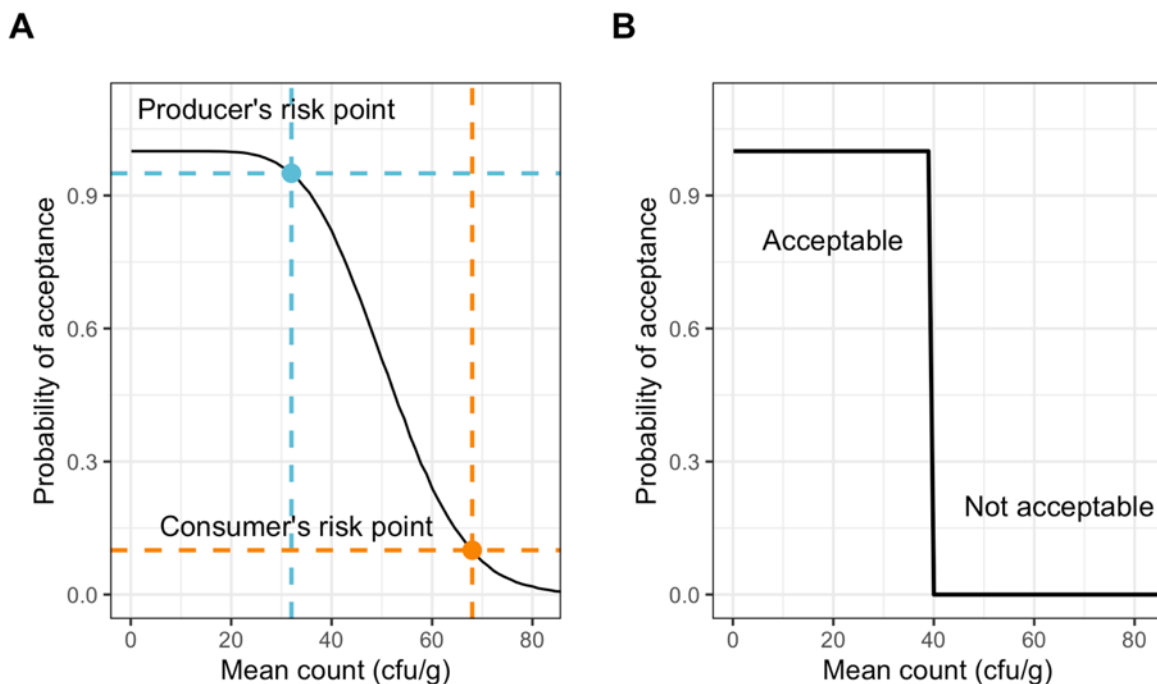 A
Producer's risk point
Probability of acceptance
0.9
0.6
0.3
0.0
Consumer's risk point
0 20 40 60 80
Mean count (cfu/g)
B
Probability of acceptance
0.9
0.6
0.3
0.0
Acceptable
Not acceptable
0 20 40 60 80
Mean count (cfu/g)